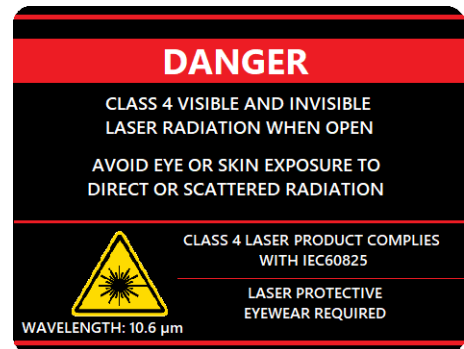 DANGER
CLASS 4 VISIBLE AND INVISIBLE
LASER RADIATION WHEN OPEN
AVOID EYE OR SKIN EXPOSURE TO
DIRECT OR SCATTERED RADIATION
CLASS 4 LASER PRODUCT COMPLIES
WITH IEC60825
LASER PROTECTIVE
EYEWEAR REQUIRED
WAVELENGTH: 10.6 µm